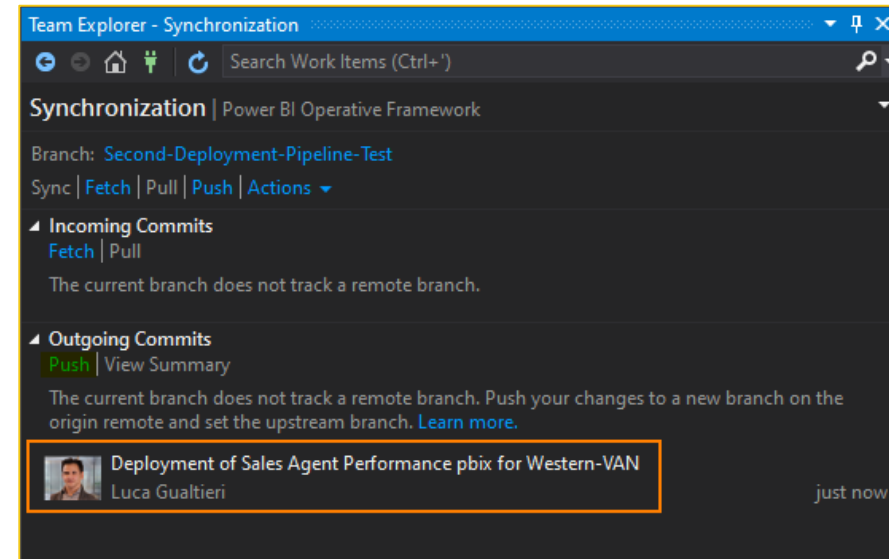 Team Explorer - Synchronization
Search Work Items (Ctrl+')
Synchronization | Power BI Operative Framework
Branch: Second-Deployment-Pipeline-Test
Sync | Fetch | Pull | Push | Actions
Incoming Commits
Fetch | Pull
The current branch does not track a remote branch.
Outgoing Commits
Push | View Summary
The current branch does not track a remote branch. Push your changes to a new branch on the
origin remote and set the upstream branch. Learn more.
Deployment of Sales Agent Performance pbix for Western-VAN
Luca Gualtieri just now